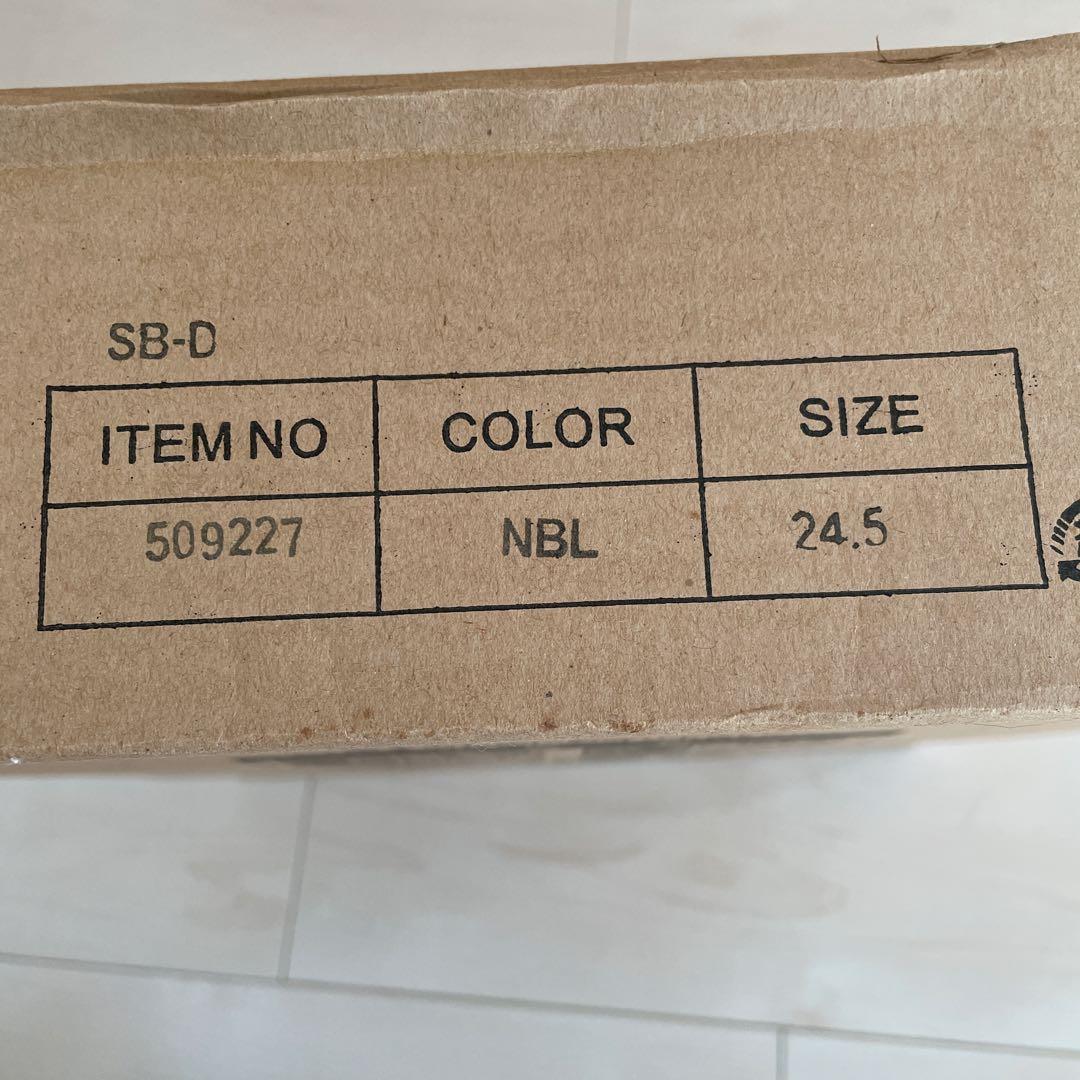 SB-D
ITEM NO COLOR SIZE
509227 NBL 24.5